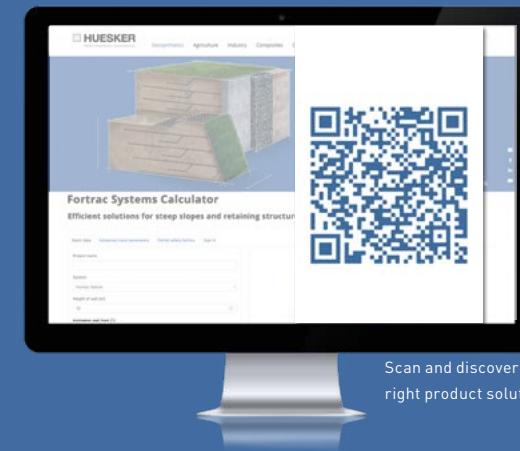 HUESKER
Geosynthetics Agriculture Industry Composites
Fortrac Systems Calculator
Efficient solutions for steep slopes and retaining structur
Project name
System
Height of wall [m]
Scan and discover
right product solut